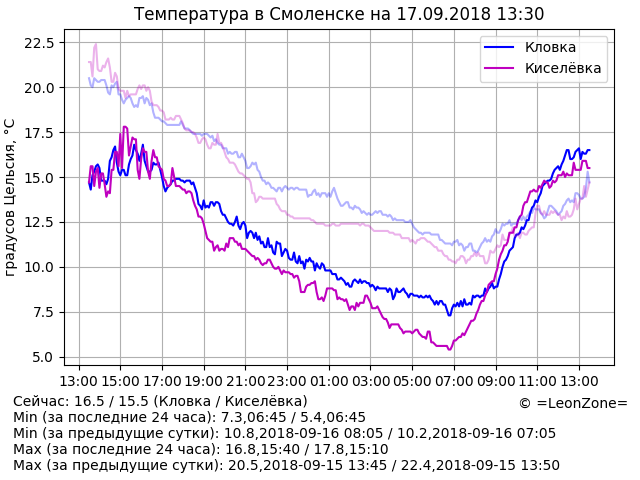 Температура в Смоленске на 17.09.2018 13:30
Кловка
Киселёвка
градусов Цельсия, °C
22.5
20.0
17.5
15.0
12.5
10.0
7.5
5.0
13:00 15:00 17:00 19:00 21:00 23:00 01:00 03:00 05:00 07:00 09:00 11:00 13:00
Сейчас: 16.5 / 15.5 (Кловка / Киселёвка)
© =LeonZone=
Min (за последние 24 часа): 7.3,06:45 / 5.4,06:45
Min (за предыдущие сутки): 10.8,2018-09-16 08:05 / 10.2,2018-09-16 07:05
Max (за последние 24 часа): 16.8,15:40 / 17.8,15:10
Max (за предыдущие сутки): 20.5,2018-09-15 13:45 / 22.4,2018-09-15 13:50